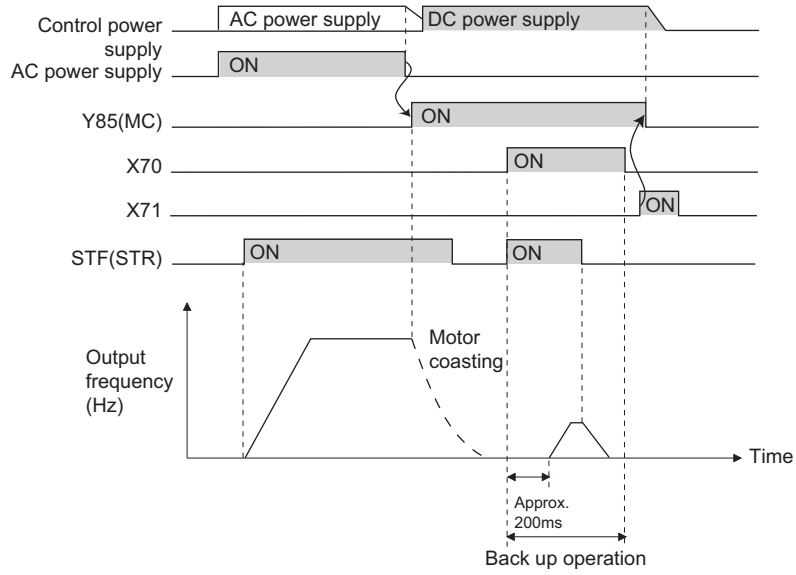 Control power
supply
AC power supply
DC power supply
AC power supply
ON
Y85(MC)
ON
X70
ON
X71
ON
STF(STR)
ON
ON
Output
frequency
(Hz)
Motor
coasting
Time
Approx.
200ms
Back up operation